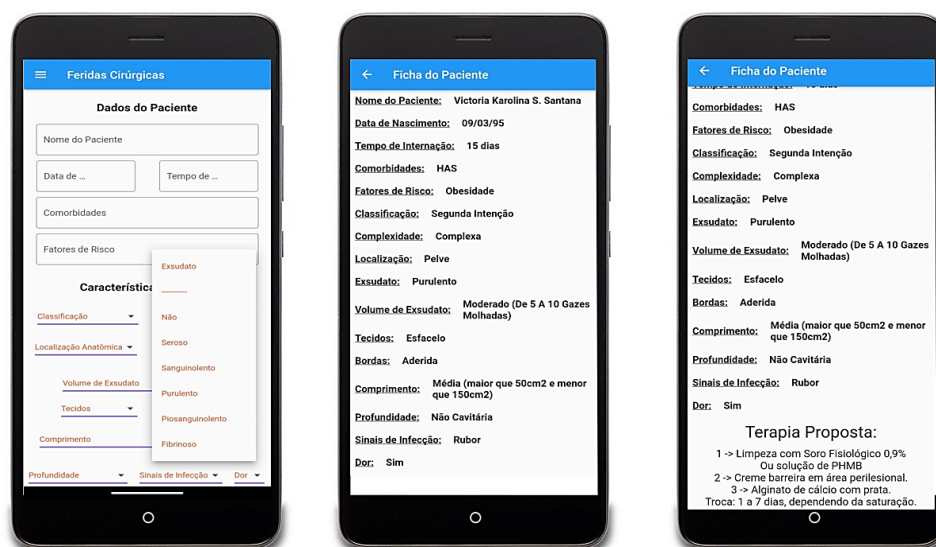 Feridas Cirúrgicas
Dados do Paciente
Nome do Paciente
Data de ...
Tempo de ...
Comorbidades
Fatores de Risco
Característica
Classificação
Localização Anatômica
Volume de Exsudato
Tecidos
Comprimento
Profundidade
Sinais de Infecção
Dor
Exsudato
Não
Seroso
Sanguinolento
Purulento
Piosanguinolento
Fibrinoso
Ficha do Paciente
Nome do Paciente: Victoria Karolina S. Santana
Data de Nascimento: 09/03/95
Tempo de Internação: 15 dias
Comorbidades: HAS
Fatores de Risco: Obesidade
Classificação: Segunda Intenção
Complexidade: Complexa
Localização: Pelve
Exsudato: Purulento
Volume de Exsudato: Moderado (De 5 A 10 Gazes
Molhadas)
Tecidos: Esfacelo
Bordas: Aderida
Comprimento: Média (maior que 50cm2 e menor
que 150cm2)
Profundidade: Não Cavitária
Sinais de Infecção: Rubor
Dor: Sim
Ficha do Paciente
Comorbidades: HAS
Fatores de Risco: Obesidade
Classificação: Segunda Intenção
Complexidade: Complexa
Localização: Pelve
Exsudato: Purulento
Volume de Exsudato: Moderado (De 5 A 10 Gazes
Molhadas)
Tecidos: Esfacelo
Bordas: Aderida
Comprimento: Média (maior que 50cm2 e menor
que 150cm2)
Profundidade: Não Cavitária
Sinais de Infecção: Rubor
Dor: Sim
Terapia Proposta:
1 -> Limpeza com Soro Fisiológico 0,9%
Ou solução de PHMB
2 -> Creme barreira em área perilesional.
3 -> Alginato de cálcio com prata.
Troca: 1 a 7 dias, dependendo da saturação.